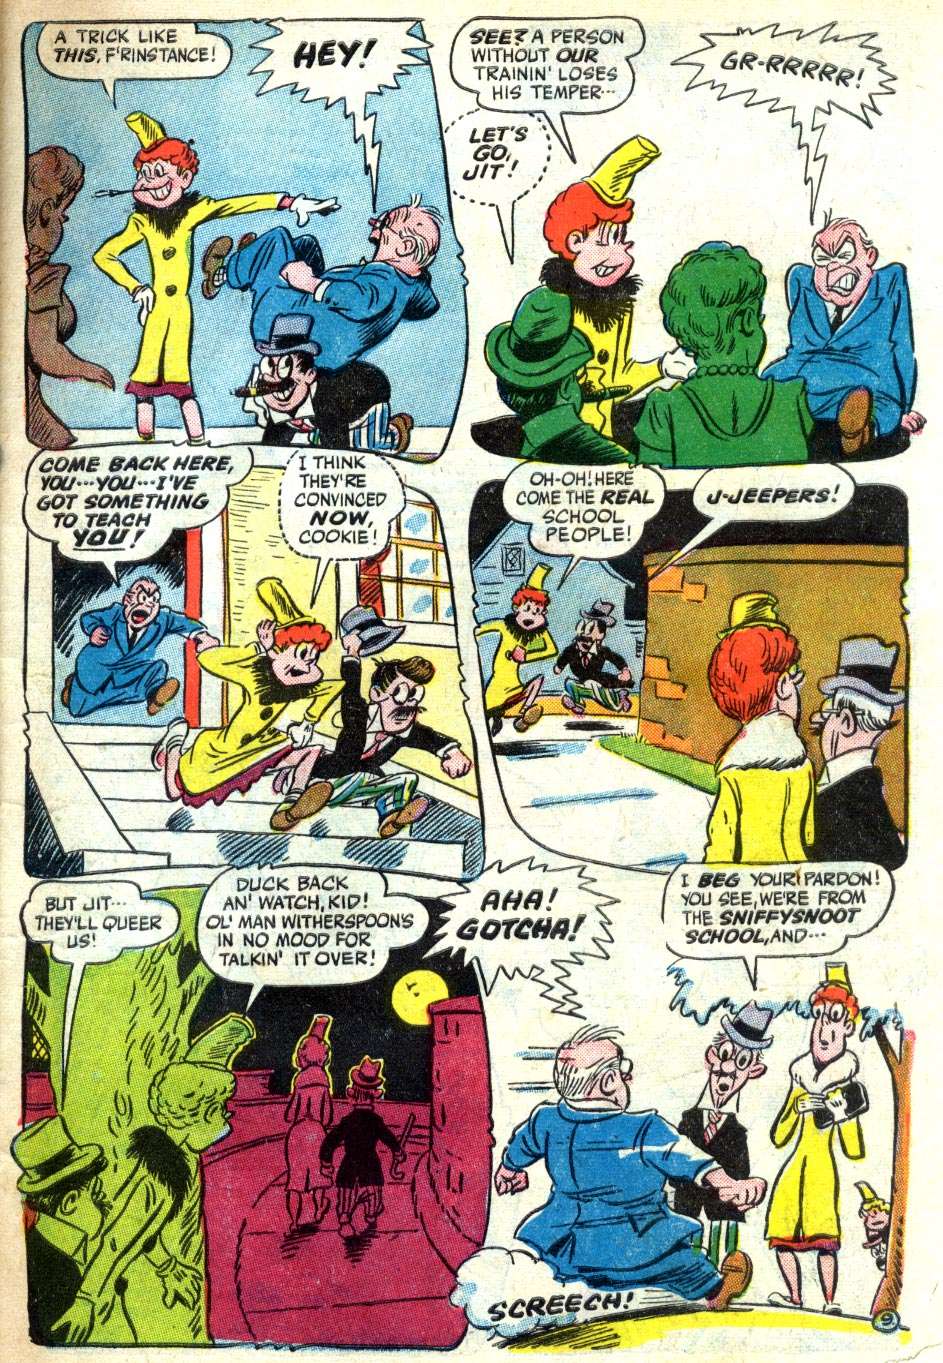 A TRICK LIKE
THIS, F'RINSTANCE!
HEY!
SEE? A PERSON
WITHOUT OUR
TRAININ' LOSES
HIS TEMPER--
LET'S
GO,
JIT!
GR-RRRRR!
COME BACK HERE,
YOU---YOU---I'VE
GOT SOMETHING
TO TEACH
YOU!
I THINK
THEY'RE
CONVINCED
NOW,
COOKIE!
OH-OH! HERE
COME THE REAL
SCHOOL
PEOPLE!
J-JEEPERS!
BUT JIT---
THEY'LL QUEER
US!
DUCK BACK
AN' WATCH, KID!
OL' MAN WITHERSPOON'S
IN NO MOOD FOR
TALKIN' IT OVER!
AHA!
GOTCHA!
I BEG YOUR PARDON!
YOU SEE, WE'RE FROM
THE SNIFFYSNOOT
SCHOOL, AND---
SCREECH!
9